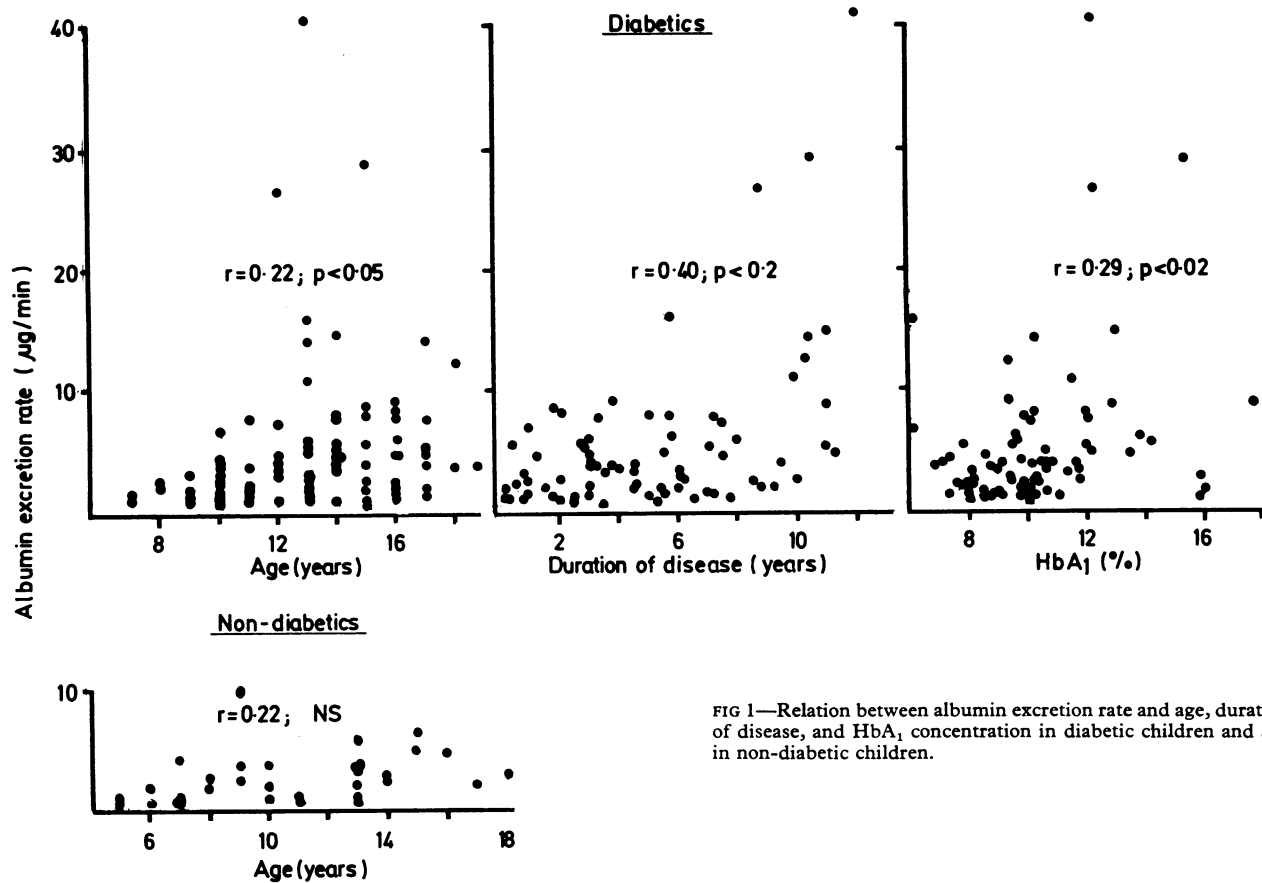 Diabetics
Albumin excretion rate (µg/min)
40
30
20
10
r=0·22; p<0·05
8 12 16
Age (years)
r=0·40; p<0·2
2 6 10
Duration of disease (years)
r=0·29; p<0·02
8 12 16
HbA1 (%)
Non-diabetics
10
r=0·22; NS
6 10 14 18
Age (years)
FIG 1—Relation between albumin excretion rate and age, durat
of disease, and HbA₁ concentration in diabetic children and
in non-diabetic children.